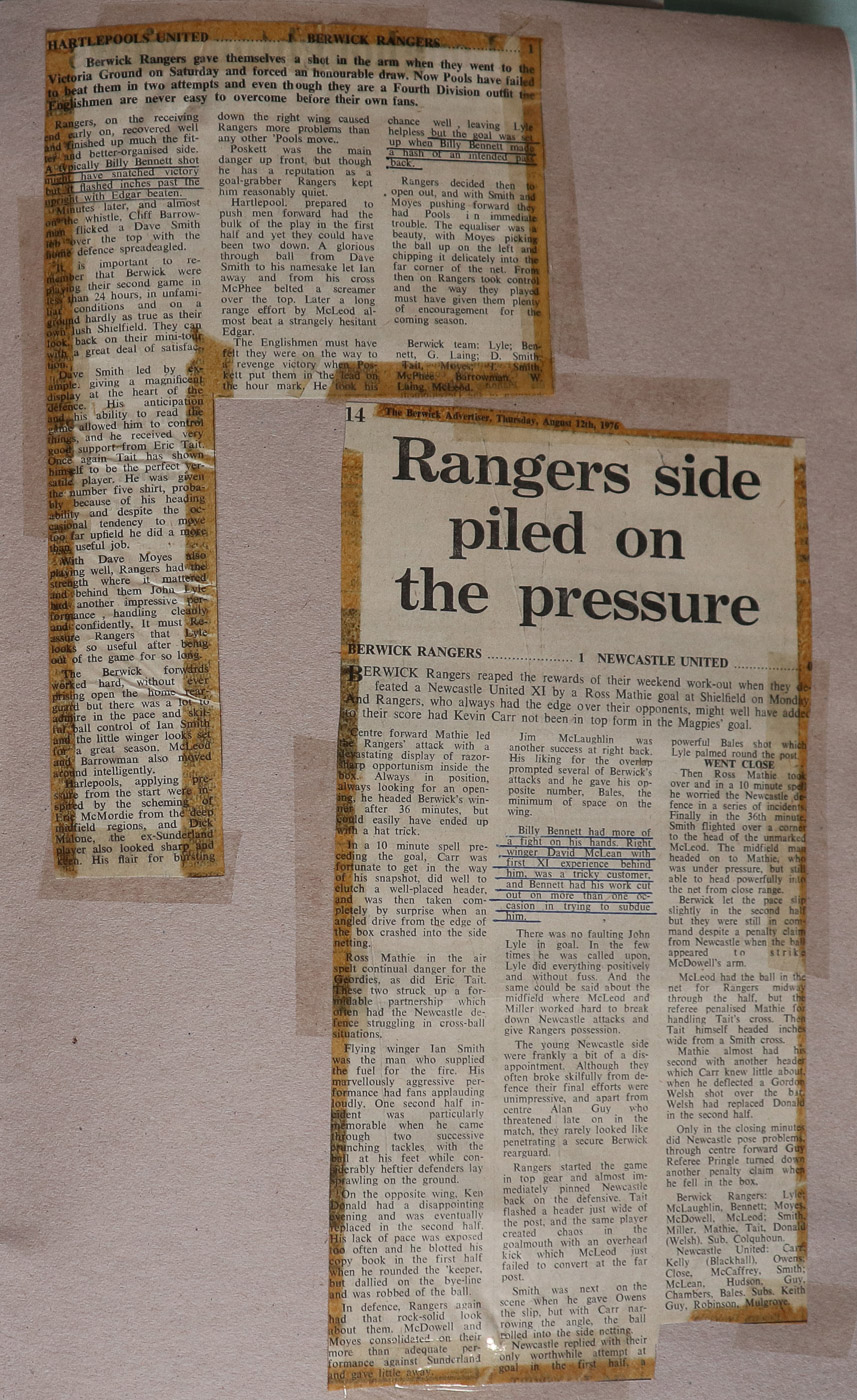 HARTLEPOOLS UNITED .................. 1 BERWICK RANGERS .................. 1
Berwick Rangers gave themselves a shot in the arm when they went to the
Victoria Ground on Saturday and forced an honourable draw. Now Pools have failed
to beat them in two attempts and even though they are a Fourth Division outfit the
Englishmen are never easy to overcome before their own fans.
Rangers, on the receiving
end early on, recovered well
and finished up much the fit-
ter and better-organised side.
A typically Billy Bennett shot
might have snatched victory
but it flashed inches past the
upright with Edgar beaten.
Minutes later, and almost
on the whistle, Cliff Barrow-
man flicked a Dave Smith
lob over the top with the
home defence spreadeagled.
It is important to re-
member that Berwick were
playing their second game in
less than 24 hours, in unfami-
liar conditions and on a
ground hardly as true as their
own lush Shielfield. They can
look back on their mini-tour
with a great deal of satisfac-
tion.
Dave Smith led by ex-
ample, giving a magnificent
display at the heart of the
defence. His anticipation
and his ability to read the
game allowed him to control
things, and he received very
good support from Eric Tait.
Once again Tait has shown
himself to be the perfect ver-
satile player. He was given
the number five shirt, proba-
bly because of his heading
ability and despite the oc-
casional tendency to move
too far upfield he did a more
than useful job.
With Dave Moyes also
playing well, Rangers had the
strength where it mattered
and behind them John Lyle
had another impressive per-
formance, handling cleanly
and confidently. It must Re-
assure Rangers that Lyle
looks so useful after being
out of the game for so long.
The Berwick forwards
worked hard, without ever
prising open the home rear-
guard but there was a lot to
admire in the pace and skil-
ful ball control of Ian Smith
and the little winger looks set
for a great season. McLeod
and Barrowman also moved
around intelligently.
Harlepools, applying pre-
sure from the start were in-
spired by the scheming of
Eric McMordie from the deep
midfield regions, and Dick
Malone, the ex-Sunderland
player also looked sharp and
keen. His flair for bursting
down the right wing caused
Rangers more problems than
any other 'Pools move..
Poskett was the main
danger up front, but though
he has a reputation as a
goal-grabber Rangers kept
him reasonably quiet.
Hartlepool, prepared to
push men forward had the
bulk of the play in the first
half and yet they could have
been two down. A glorious
through ball from Dave
Smith to his namesake let Ian
away and from his cross
McPhee belted a screamer
over the top. Later a long
range effort by McLeod al-
most beat a strangely hesitant
Edgar.
The Englishmen must have
felt they were on the way to
a revenge victory when Pos-
kett put them in the lead on
the hour mark. He took his
chance well, leaving Lyle
helpless but the goal was set
up when Billy Bennett made
a hash of an intended pass
back.
Rangers decided then to
open out, and with Smith and
Moyes pushing forward they
had Pools in immediate
trouble. The equaliser was a
beauty, with Moyes picking
the ball up on the left and
chipping it delicately into the
far corner of the net. From
then on Rangers took control
and the way they played
must have given them plenty
of encouragement for the
coming season.
Berwick team: Lyle; Ben-
nett, G. Laing; D. Smith,
Tait, Moyes; I. Smith,
McPhee, Barrowman, W.
Laing, McLeod.
14 The Berwick Advertiser, Thursday, August 12th, 1976
Rangers side
piled on
the pressure
BERWICK RANGERS .................. 1 NEWCASTLE UNITED ..................
BERWICK Rangers reaped the rewards of their weekend work-out when they de-
feated a Newcastle United XI by a Ross Mathie goal at Shielfield on Monday.
And Rangers, who always had the edge over their opponents, might well have added
to their score had Kevin Carr not been in top form in the Magpies' goal.
Centre forward Mathie led
the Rangers' attack with a
devastating display of razor-
sharp opportunism inside the
box. Always in position,
always looking for an open-
ing, he headed Berwick's win-
ner after 36 minutes, but
could easily have ended up
with a hat trick.
In a 10 minute spell pre-
ceding the goal, Carr was
fortunate to get in the way
of his snapshot, did well to
clutch a well-placed header,
and was then taken com-
pletely by surprise when an
angled drive from the edge of
the box crashed into the side
netting.
Ross Mathie in the air
spelt continual danger for the
Geordies, as did Eric Tait.
These two struck up a for-
midable partnership which
often had the Newcastle de-
fence struggling in cross-ball
situations.
Flying winger Ian Smith
was the man who supplied
the fuel for the fire. His
marvellously aggressive per-
formance had fans applauding
loudly. One second half in-
cident was particularly
memorable when he came
through two successive
crunching tackles with the
ball at his feet while con-
siderably heftier defenders lay
sprawling on the ground.
On the opposite wing, Ken
Donald had a disappointing
evening and was eventually
replaced in the second half.
His lack of pace was exposed
too often and he blotted his
copy book in the first half
when he rounded the 'keeper,
but dallied on the bye-line
and was robbed of the ball.
In defence, Rangers again
had that rock-solid look
about them. McDowell and
Moyes consolidated on their
more than adequate per-
formance against Sunderland
and gave little away.
Jim McLaughlin was
another success at right back.
His liking for the overlap
prompted several of Berwick's
attacks and he gave his op-
posite number, Bales, the
minimum of space on the
wing.
Billy Bennett had more of
a fight on his hands. Right
winger David McLean with
first XI experience behind
him, was a tricky customer,
and Bennett had his work cut
out on more than one oc-
casion in trying to subdue
him.
There was no faulting John
Lyle in goal. In the few
times he was called upon,
Lyle did everything positively
and without fuss. And the
same could be said about the
midfield where McLeod and
Miller worked hard to break
down Newcastle attacks and
give Rangers possession.
The young Newcastle side
were frankly a bit of a dis-
appointment. Although they
often broke skilfully from de-
fence their final efforts were
unimpressive, and apart from
centre Alan Guy who
threatened late on in the
match, they rarely looked like
penetrating a secure Berwick
rearguard.
Rangers started the game
in top gear and almost im-
mediately pinned Newcastle
back on the defensive. Tait
flashed a header just wide of
the post, and the same player
created chaos in the
goalmouth with an overhead
kick which McLeod just
failed to convert at the far
post.
Smith was next on the
scene when he gave Owens
the slip, but with Carr nar-
rowing the angle, the ball
rolled into the side netting.
Newcastle replied with their
only worthwhile attempt at
goal in the first half, a
powerful Bales shot which
Lyle palmed round the post.
WENT CLOSE
Then Ross Mathie took
over and in a 10 minute spell
he worried the Newcastle de-
fence in a series of incidents.
Finally in the 36th minute,
Smith flighted over a corner
to the head of the unmarked
McLeod. The midfield man
headed on to Mathie, who
was under pressure, but still
able to head powerfully into
the net from close range.
Berwick let the pace slip
slightly in the second half
but they were still in com-
mand despite a penalty claim
from Newcastle when the ball
appeared to strike
McDowell's arm.
McLeod had the ball in the
net for Rangers midway
through the half, but the
referee penalised Mathie for
handling Tait's cross. Then
Tait himself headed inches
wide from a Smith cross.
Mathie almost had his
second with another header
which Carr knew little about,
when he deflected a Gordon
Welsh shot over the bar.
Welsh had replaced Donald
in the second half.
Only in the closing minutes
did Newcastle pose problems,
through centre forward Guy.
Referee Pringle turned down
another penalty claim when
he fell in the box.
Berwick Rangers: Lyle;
McLaughlin, Bennett; Moyes,
McDowell, McLeod; Smith,
Miller, Mathie, Tait, Donald
(Welsh). Sub. Colquhoun.
Newcastle United: Carr;
Kelly (Blackhall), Owens;
Close, McCaffrey, Smith;
McLean, Hudson, Guy,
Chambers, Bales. Subs. Keith
Guy, Robinson, Mulgrove.